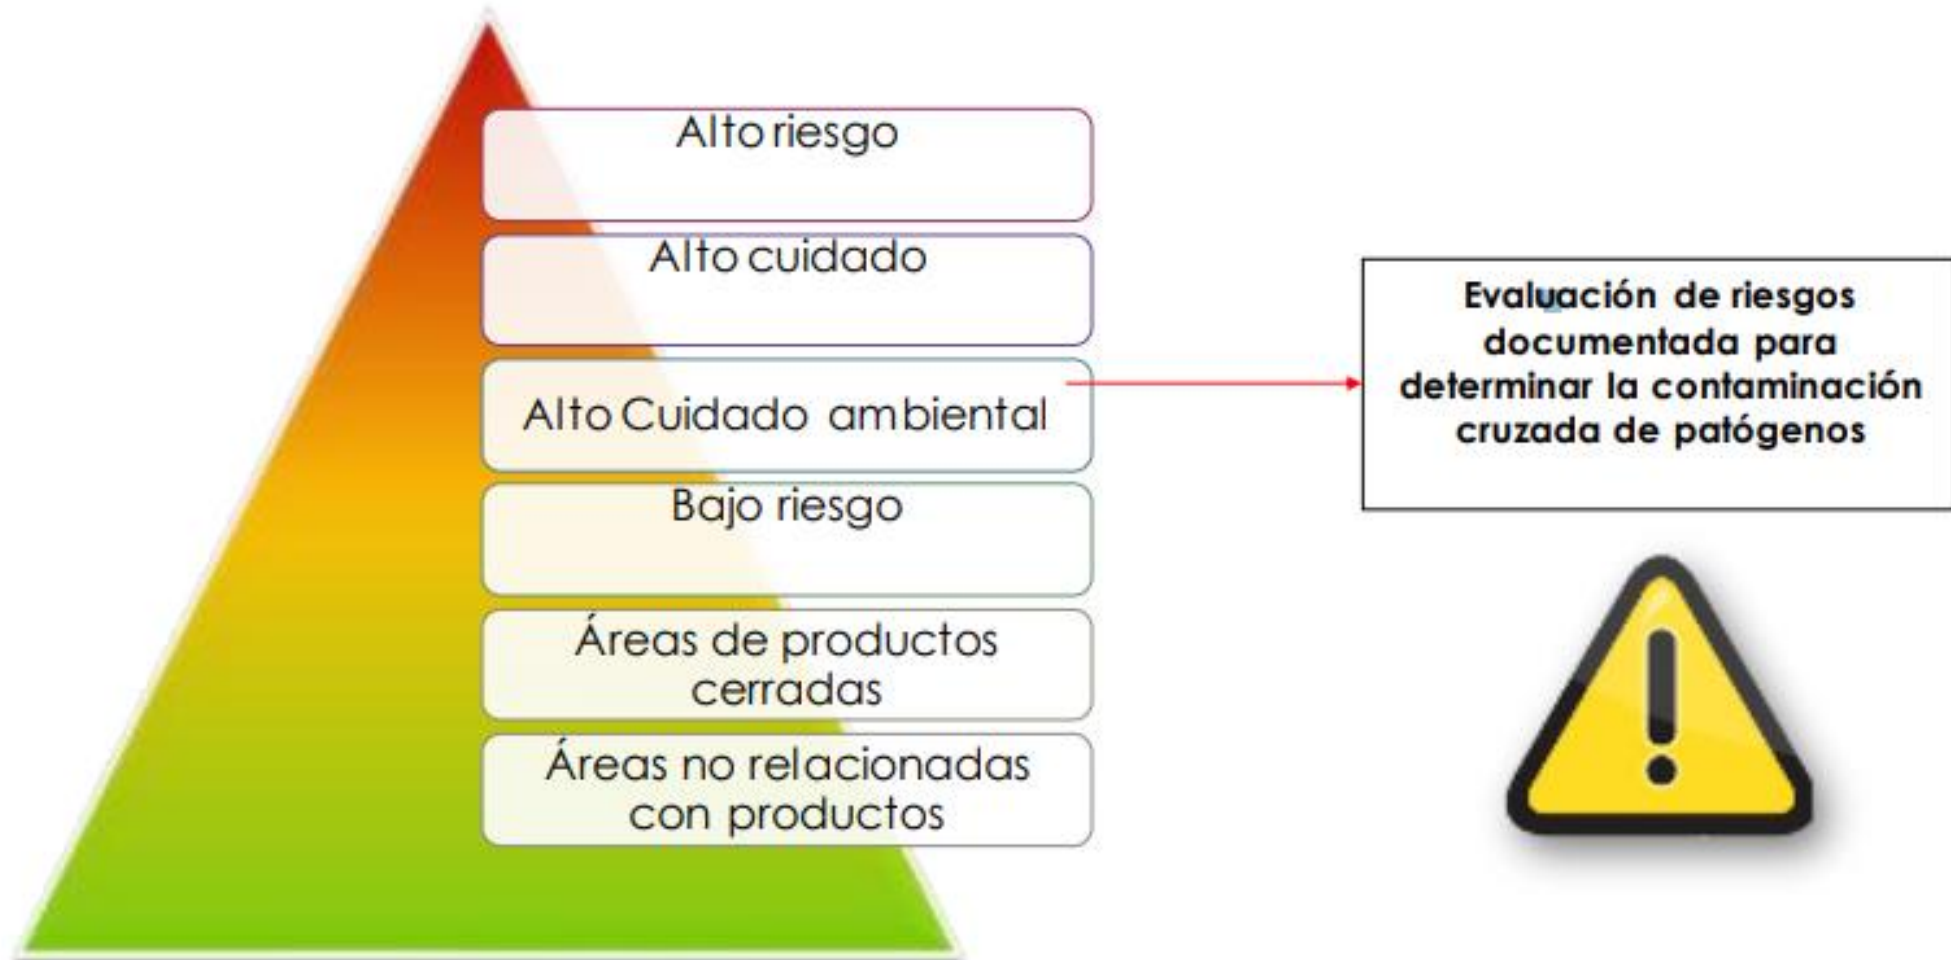 Alto riesgo
Alto cuidado
Alto Cuidado ambiental
Bajo riesgo
Áreas de productos
cerradas
Áreas no relacionadas
con productos
Evaluación de riesgos
documentada para
determinar la contaminación
cruzada de patógenos